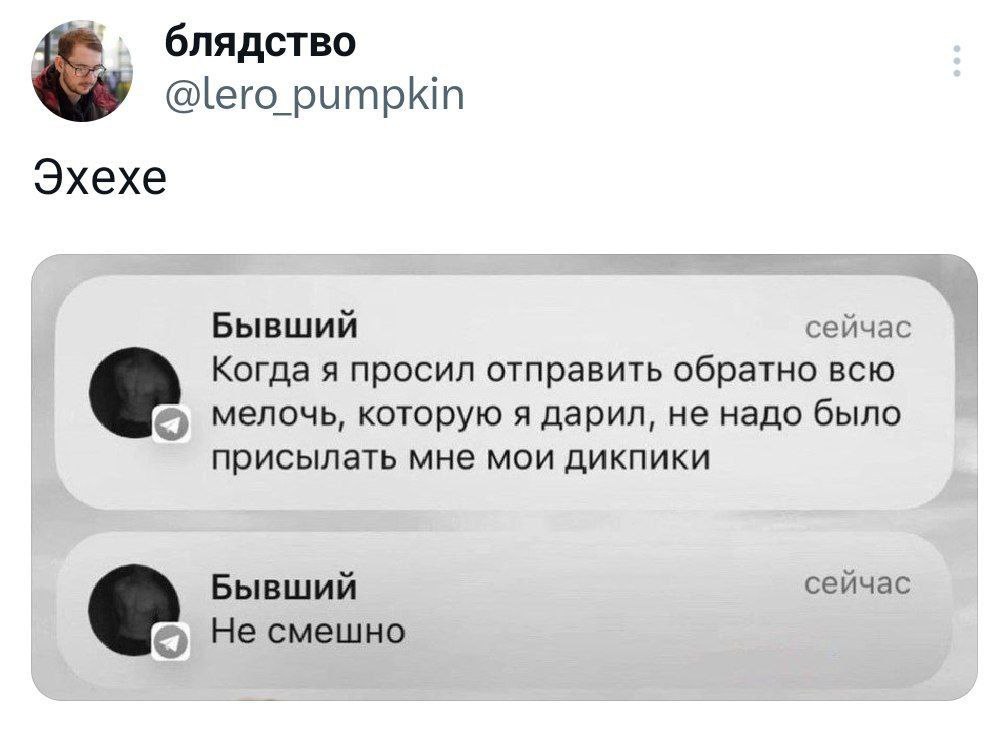 блядство
@lero_pumpkin
Эхехе
Бывший
сейчас
Когда я просил отправить обратно всю
мелочь, которую я дарил, не надо было
присылать мне мои дикпики
Бывший
сейчас
Не смешно